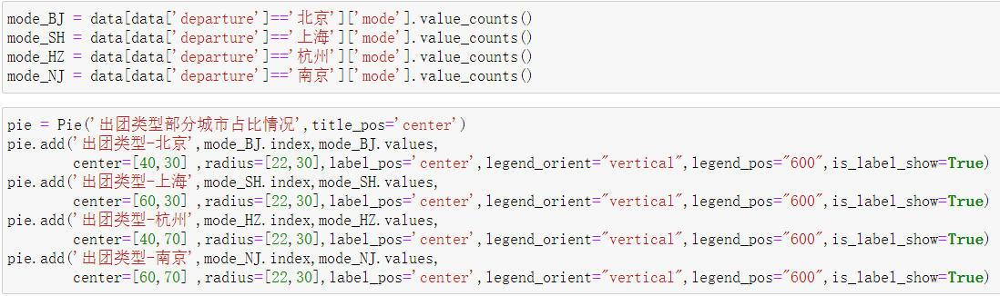 mode_BJ = data[data['departure']=='北京']['mode'].value_counts()
mode_SH = data[data['departure']=='上海']['mode'].value_counts()
mode_HZ = data[data['departure']=='杭州']['mode'].value_counts()
mode_NJ = data[data['departure']=='南京']['mode'].value_counts()
pie = Pie('出团类型部分城市占比情况',title_pos='center')
pie.add('出团类型-北京',mode_BJ.index,mode_BJ.values,
center=[40,30] ,radius=[22,30],label_pos='center',legend_orient="vertical",legend_pos="600",is_label_show=True)
pie.add('出团类型-上海',mode_SH.index,mode_SH.values,
center=[60,30] ,radius=[22,30],label_pos='center',legend_orient="vertical",legend_pos="600",is_label_show=True)
pie.add('出团类型-杭州',mode_HZ.index,mode_HZ.values,
center=[40,70] ,radius=[22,30],label_pos='center',legend_orient="vertical",legend_pos="600",is_label_show=True)
pie.add('出团类型-南京',mode_NJ.index,mode_NJ.values,
center=[60,70] ,radius=[22,30],label_pos='center',legend_orient="vertical",legend_pos="600",is_label_show=True)